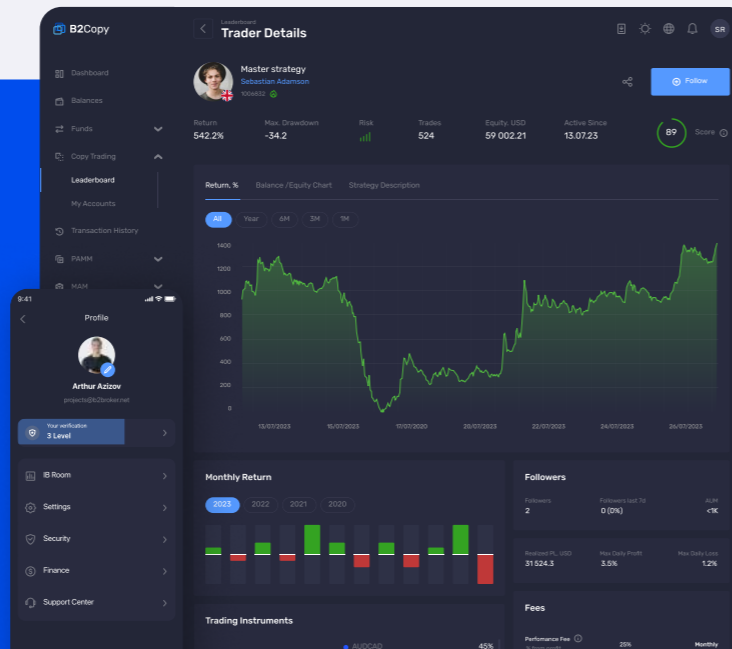 B2Copy
Leaderboard
Trader Details
SR
Dashboard
Balances
Funds
Copy Trading
Leaderboard
My Accounts
Transaction History
PAMM
MAM
Master strategy
Sebastian Adamson
Follow
Return
542.2%
Max. Drawdown
-34.2
Risk
Trades
524
Equity. USD
59 002.21
Active Since
13.07.23
89
Score
Return, %
Balance /Equity Chart
Strategy Description
All
Year
6M
3M
1M
1400
1200
1000
800
600
400
200
0
13/07/2023
15/07/2023
17/07/2020
20/07/2023
22/07/2023
24/07/2023
26/07/2023
Monthly Return
2023
2022
2021
2020
Trading Instruments
AUDCAD
45%
Followers
Followers
2
Followers last 7d
0 (0%)
AUM
<1K
Realized PL, USD
31 524.3
Max Daily Profit
3.5%
Max Daily Loss
1.2%
Fees
Perfomance Fee
25%
Monthly
9:41
Profile
Arthur Azizov
projects@b2broker.net
Your verification
3 Level
IB Room
Settings
Security
Finance
Support Center